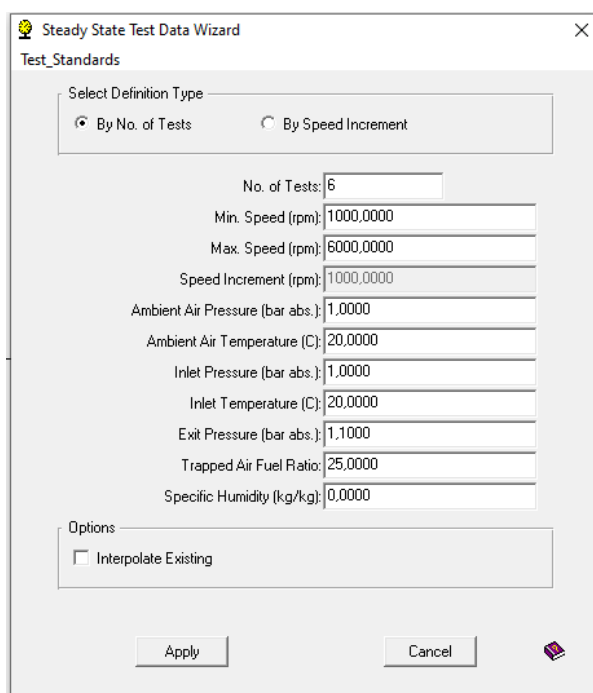 Steady State Test Data Wizard
Test_Standards
Select Definition Type
By No. of Tests By Speed Increment
No. of Tests: 6
Min. Speed (rpm): 1000,0000
Max. Speed (rpm): 6000,0000
Speed Increment (rpm): 1000,0000
Ambient Air Pressure (bar abs.): 1,0000
Ambient Air Temperature (C): 20,0000
Inlet Pressure (bar abs.): 1,0000
Inlet Temperature (C): 20,0000
Exit Pressure (bar abs.): 1,1000
Trapped Air Fuel Ratio: 25,0000
Specific Humidity (kg/kg): 0,0000
Options
Interpolate Existing
Apply Cancel